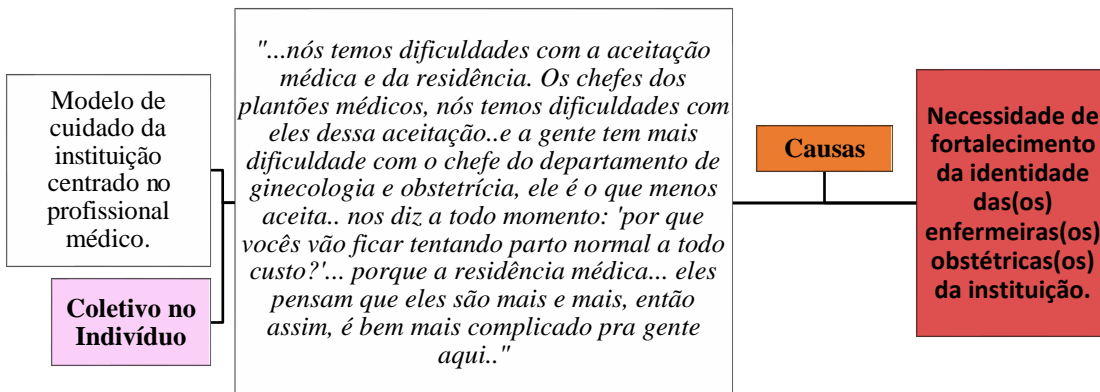 Modelo de
cuidado da
instituição
centrado no
profissional
médico.
Coletivo no
Indivíduo
"...nós temos dificuldades com a aceitação
médica e da residência. Os chefes dos
plantões médicos, nós temos dificuldades com
eles dessa aceitação..e a gente tem mais
dificuldade com o chefe do departamento de
ginecologia e obstetrícia, ele é o que menos
aceita.. nos diz a todo momento: 'por que
vocês vão ficar tentando parto normal a todo
custo?'... porque a residência médica... eles
pensam que eles são mais e mais, então
assim, é bem mais complicado pra gente
aqui.."
Causas
Necessidade de
fortalecimento
da identidade
das(os)
enfermeiras(os)
obstétricas(os)
da instituição.